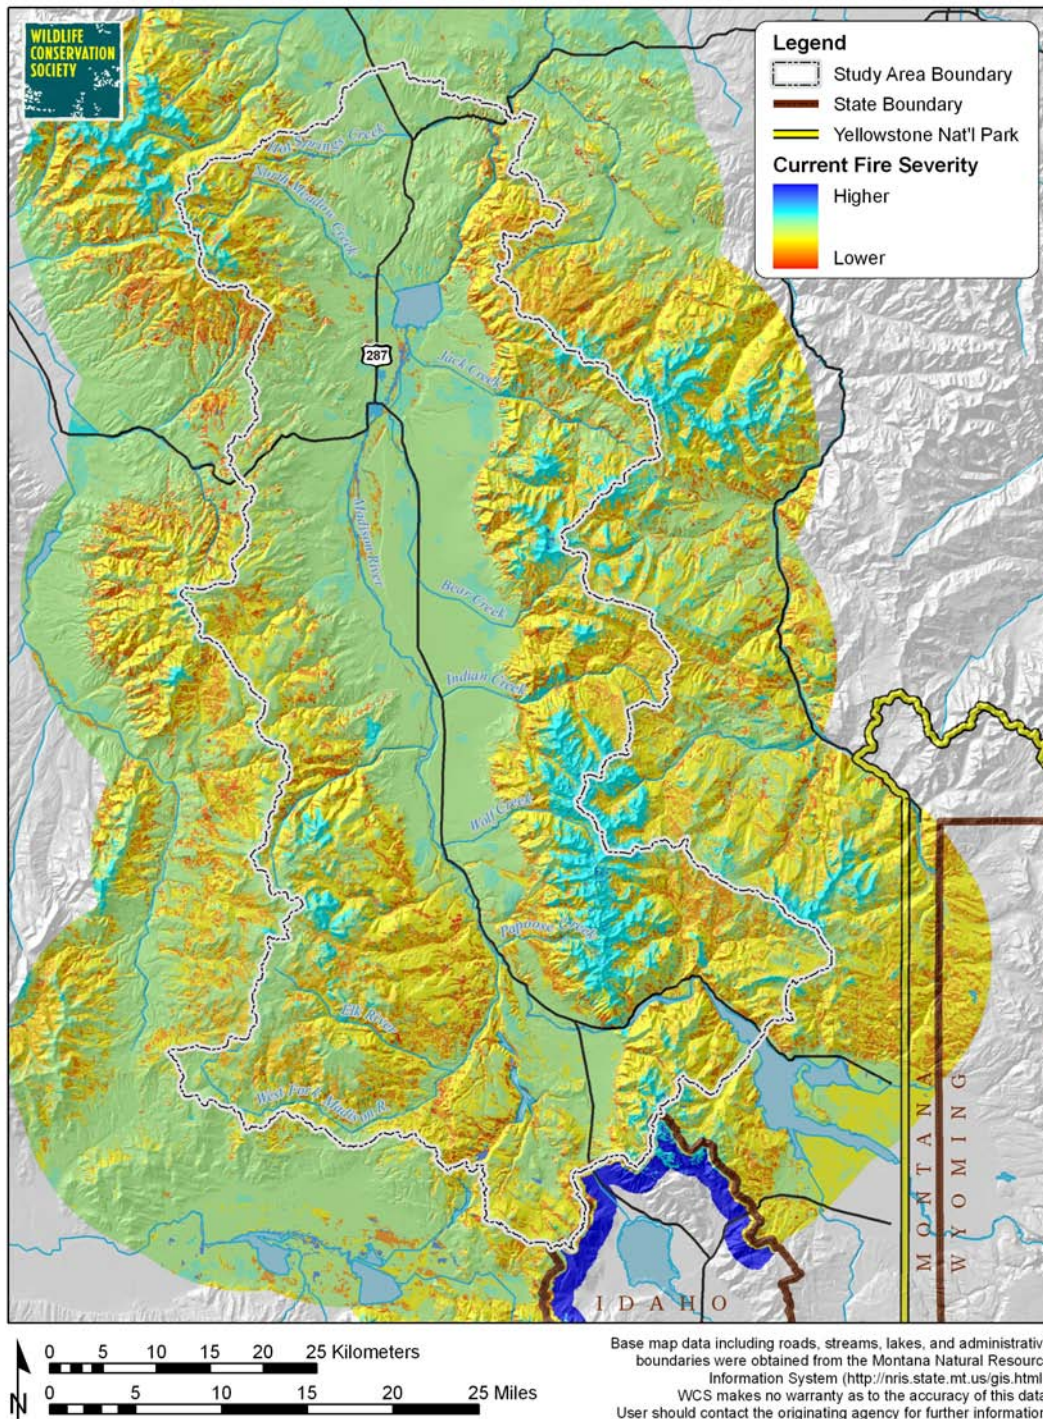 WILDLIFE
CONSERVATION
SOCIETY
Legend
Study Area Boundary
State Boundary
Yellowstone Nat'l Park
Current Fire Severity
Higher
Lower
Hot Springs Creek
North Meadow Creek
287
Jack Creek
Madison River
Bear Creek
Indian Creek
Wolf Creek
Papoose Creek
Elk River
West Fork Madison R.
MONTANA
WYOMING
IDAHO
N
0 5 10 15 20 25 Kilometers
0 5 10 15 20 25 Miles
Base map data including roads, streams, lakes, and administrativ
boundaries were obtained from the Montana Natural Resourc
Information System (http://nris.state.mt.us/gis.html
WCS makes no warranty as to the accuracy of this data
User should contact the originating agency for further information